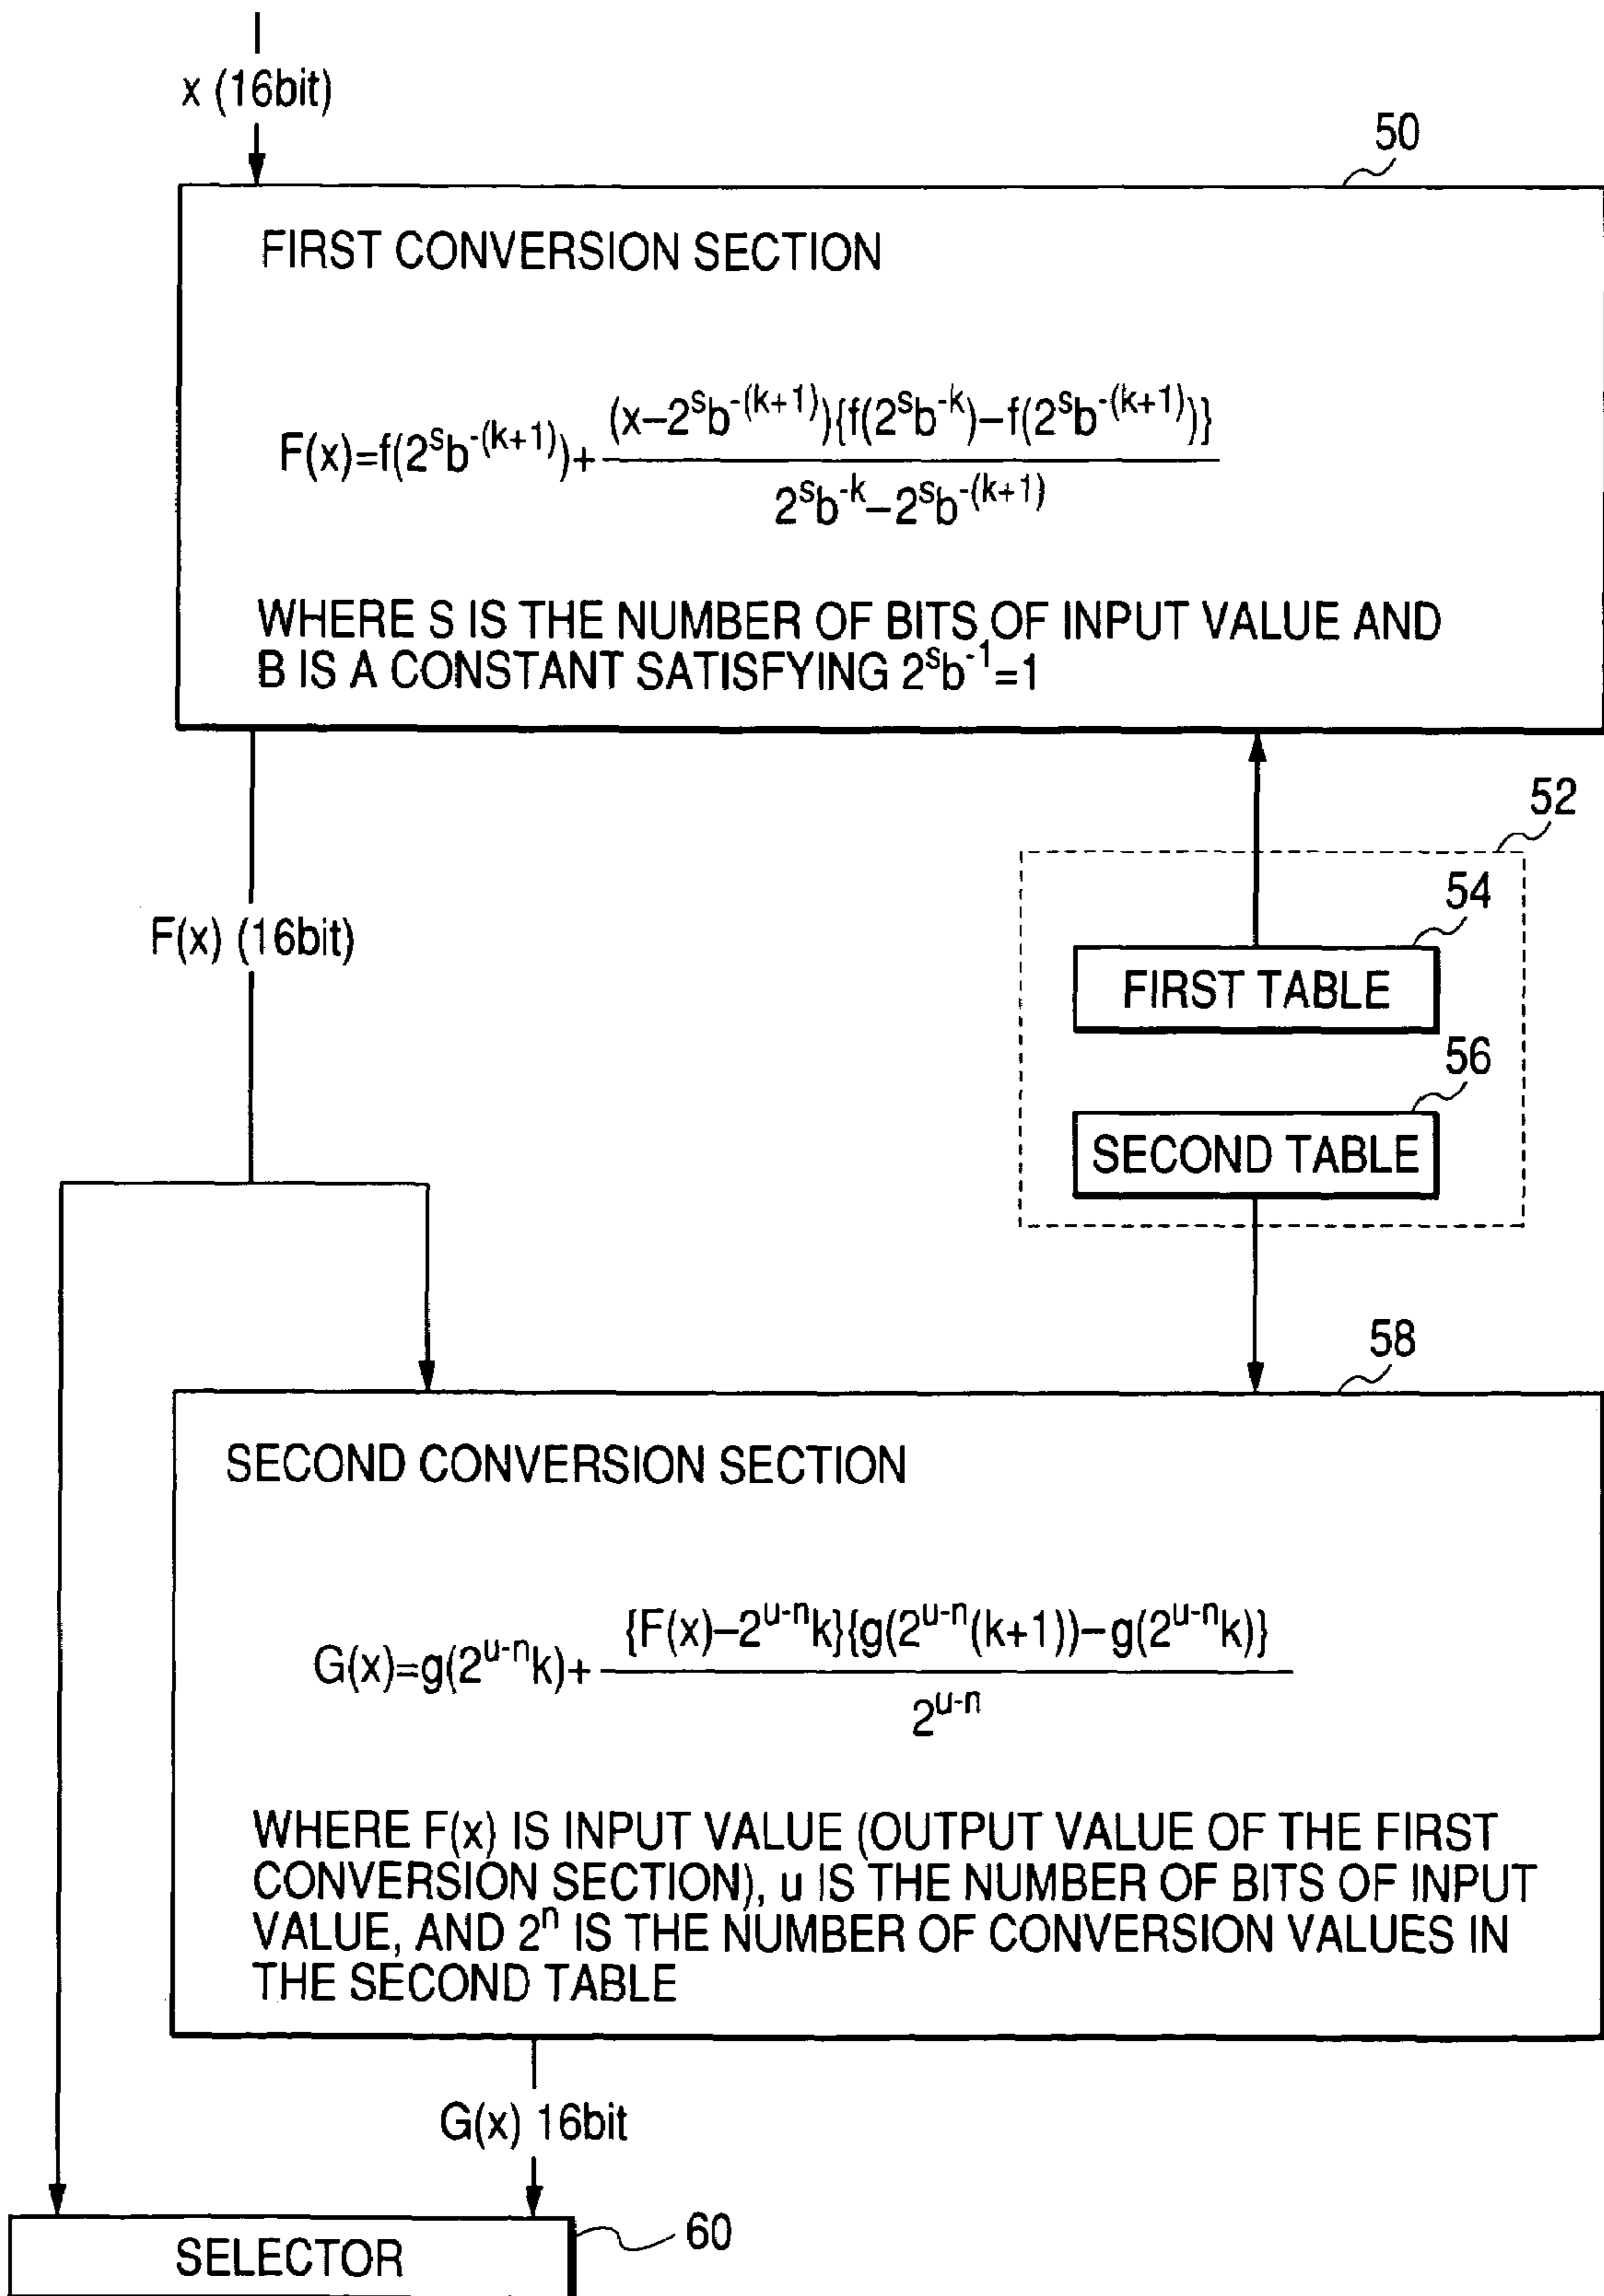 x (16bit)
50
FIRST CONVERSION SECTION
F(x)=f(2^s b^-(k+1))+ (x−2^s b^-(k+1)){f(2^s b^-k)−f(2^s b^-(k+1))}
2^s b^-k−2^s b^-(k+1)
WHERE S IS THE NUMBER OF BITS OF INPUT VALUE AND
B IS A CONSTANT SATISFYING 2^s b^-1=1
52
54
F(x) (16bit)
FIRST TABLE
56
SECOND TABLE
58
SECOND CONVERSION SECTION
G(x)=g(2^u-n k)+ {F(x)−2^u-n k}{g(2^u-n (k+1))−g(2^u-n k)}
2^u-n
WHERE F(x) IS INPUT VALUE (OUTPUT VALUE OF THE FIRST
CONVERSION SECTION), u IS THE NUMBER OF BITS OF INPUT
VALUE, AND 2^n IS THE NUMBER OF CONVERSION VALUES IN
THE SECOND TABLE
G(x) 16bit
60
SELECTOR